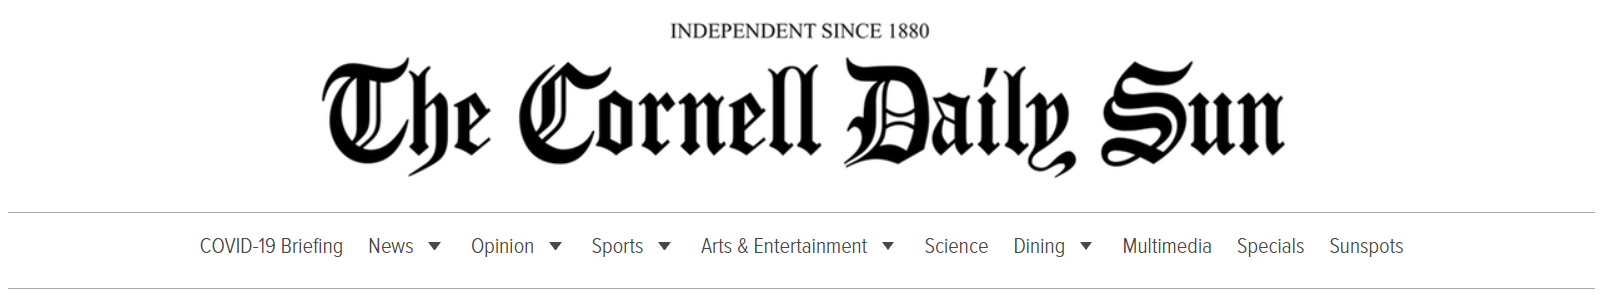 INDEPENDENT SINCE 1880
The Cornell Daily Sun
COVID-19 Briefing News Opinion Sports Arts & Entertainment Science Dining Multimedia Specials Sunspots